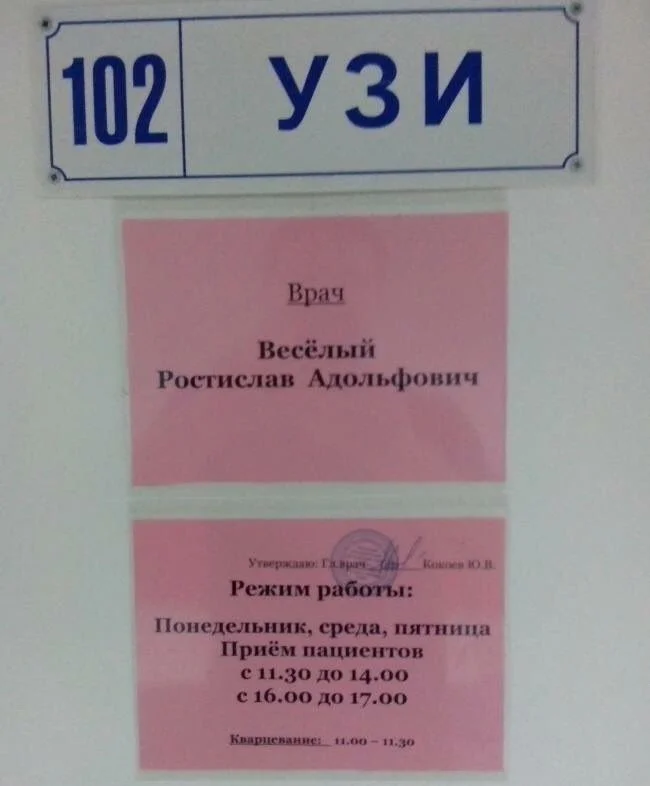 102 УЗИ
Врач
Весёлый
Ростислав Адольфович
Утверждаю: Гл.врач Кокоев Ю.В.
Режим работы:
Понедельник, среда, пятница
Приём пациентов
с 11.30 до 14.00
с 16.00 до 17.00
Кварцевание: 11.00 – 11.30